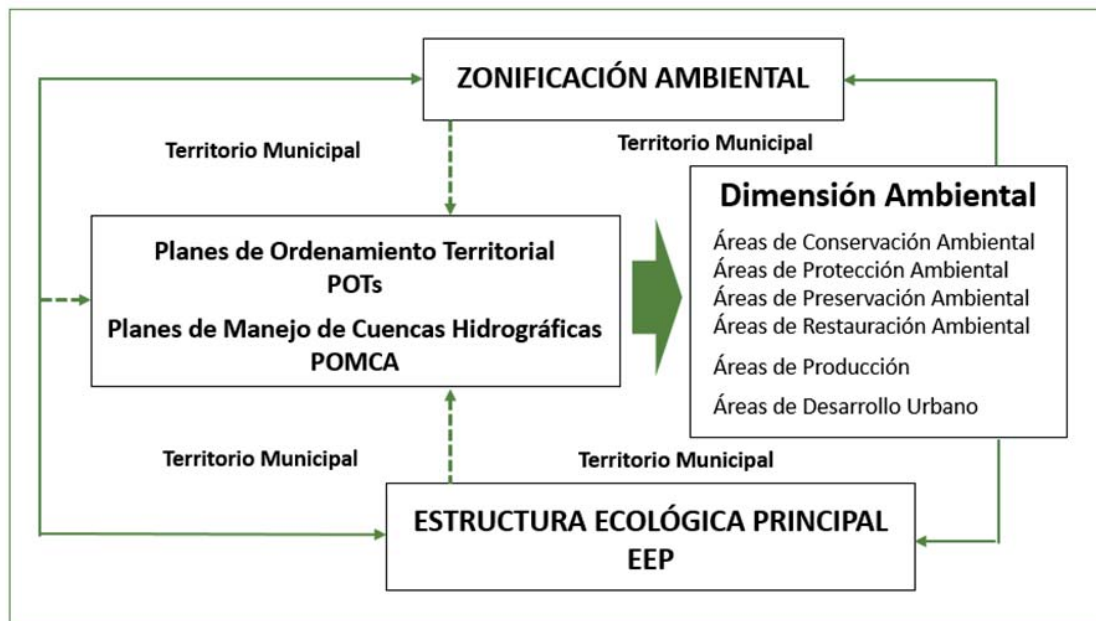 ZONIFICACIÓN AMBIENTAL
Territorio Municipal
Territorio Municipal
Planes de Ordenamiento Territorial
POTs
Planes de Manejo de Cuencas Hidrográficas
POMCA
Dimensión Ambiental
Áreas de Conservación Ambiental
Áreas de Protección Ambiental
Áreas de Preservación Ambiental
Áreas de Restauración Ambiental
Áreas de Producción
Áreas de Desarrollo Urbano
Territorio Municipal
Territorio Municipal
ESTRUCTURA ECOLÓGICA PRINCIPAL
EEP